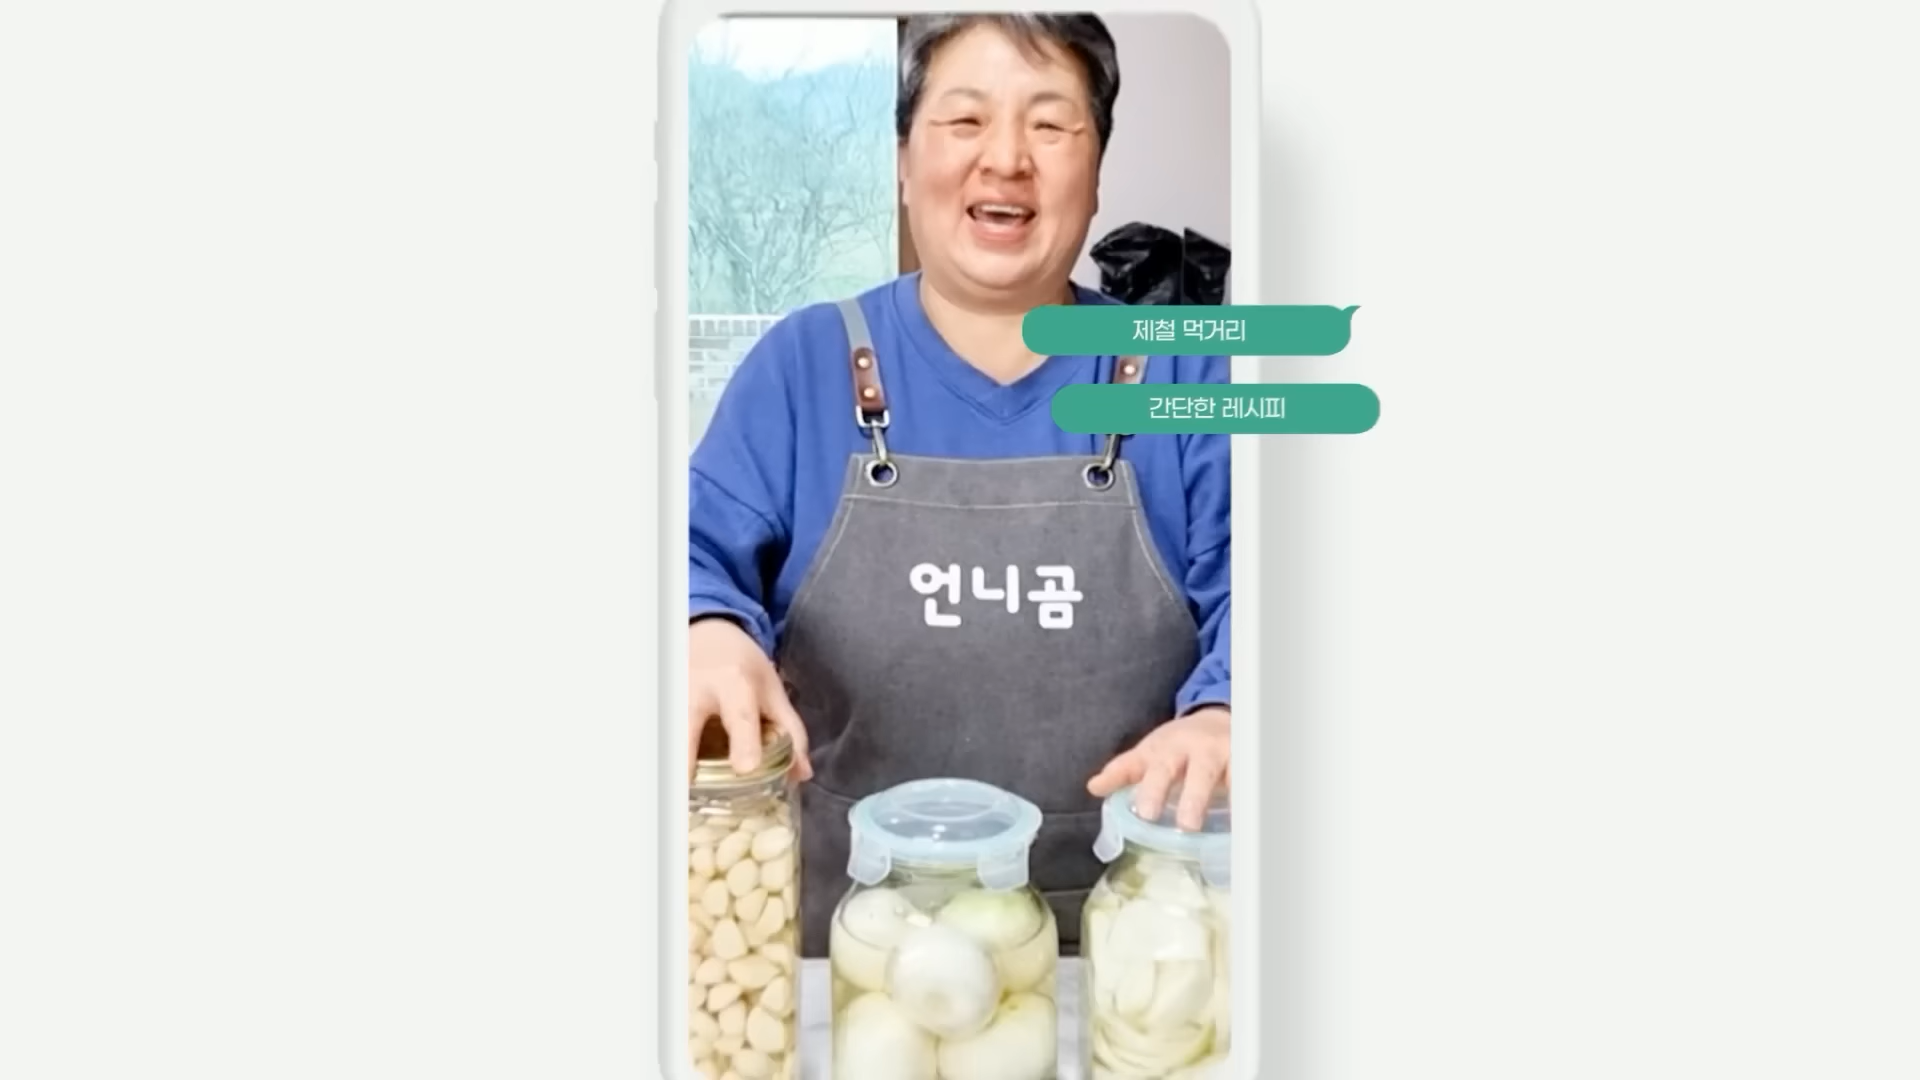 제철 먹거리
간단한 레시피
언니곰